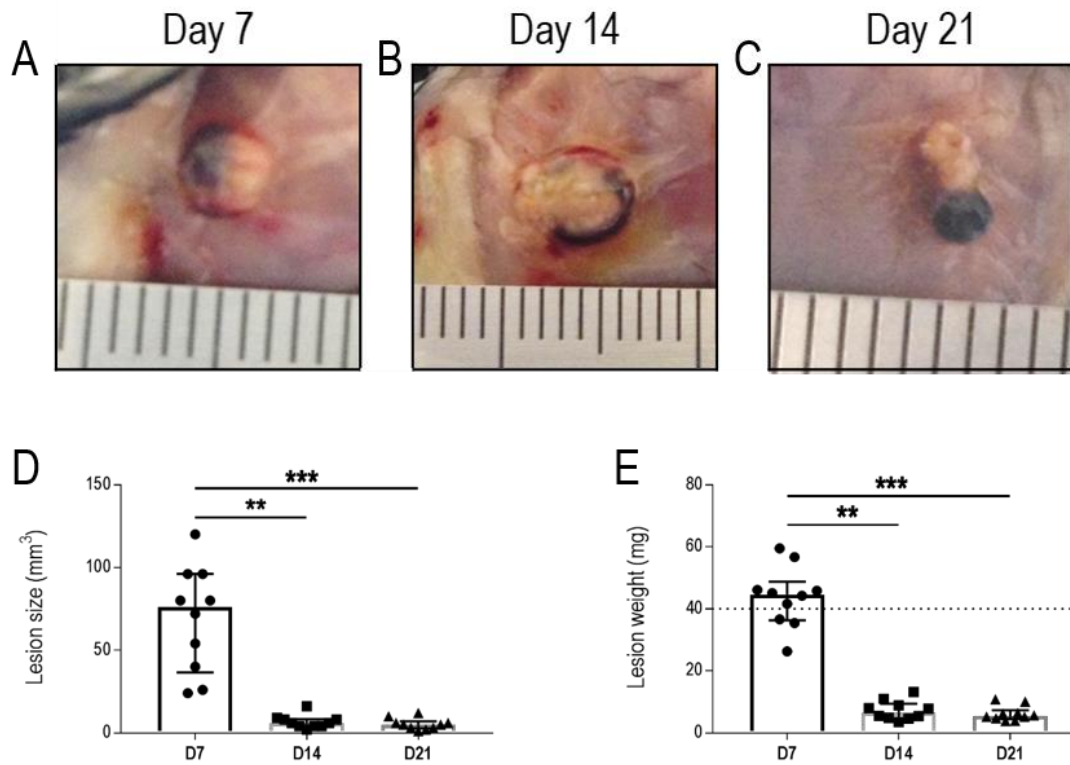 Day 7
Day 14
Day 21
A
B
C
D
E
Lesion size (mm³)
150
100
50
0
***
**
D7
D14
D21
Lesion weight (mg)
80
60
40
20
0
***
**
D7
D14
D21